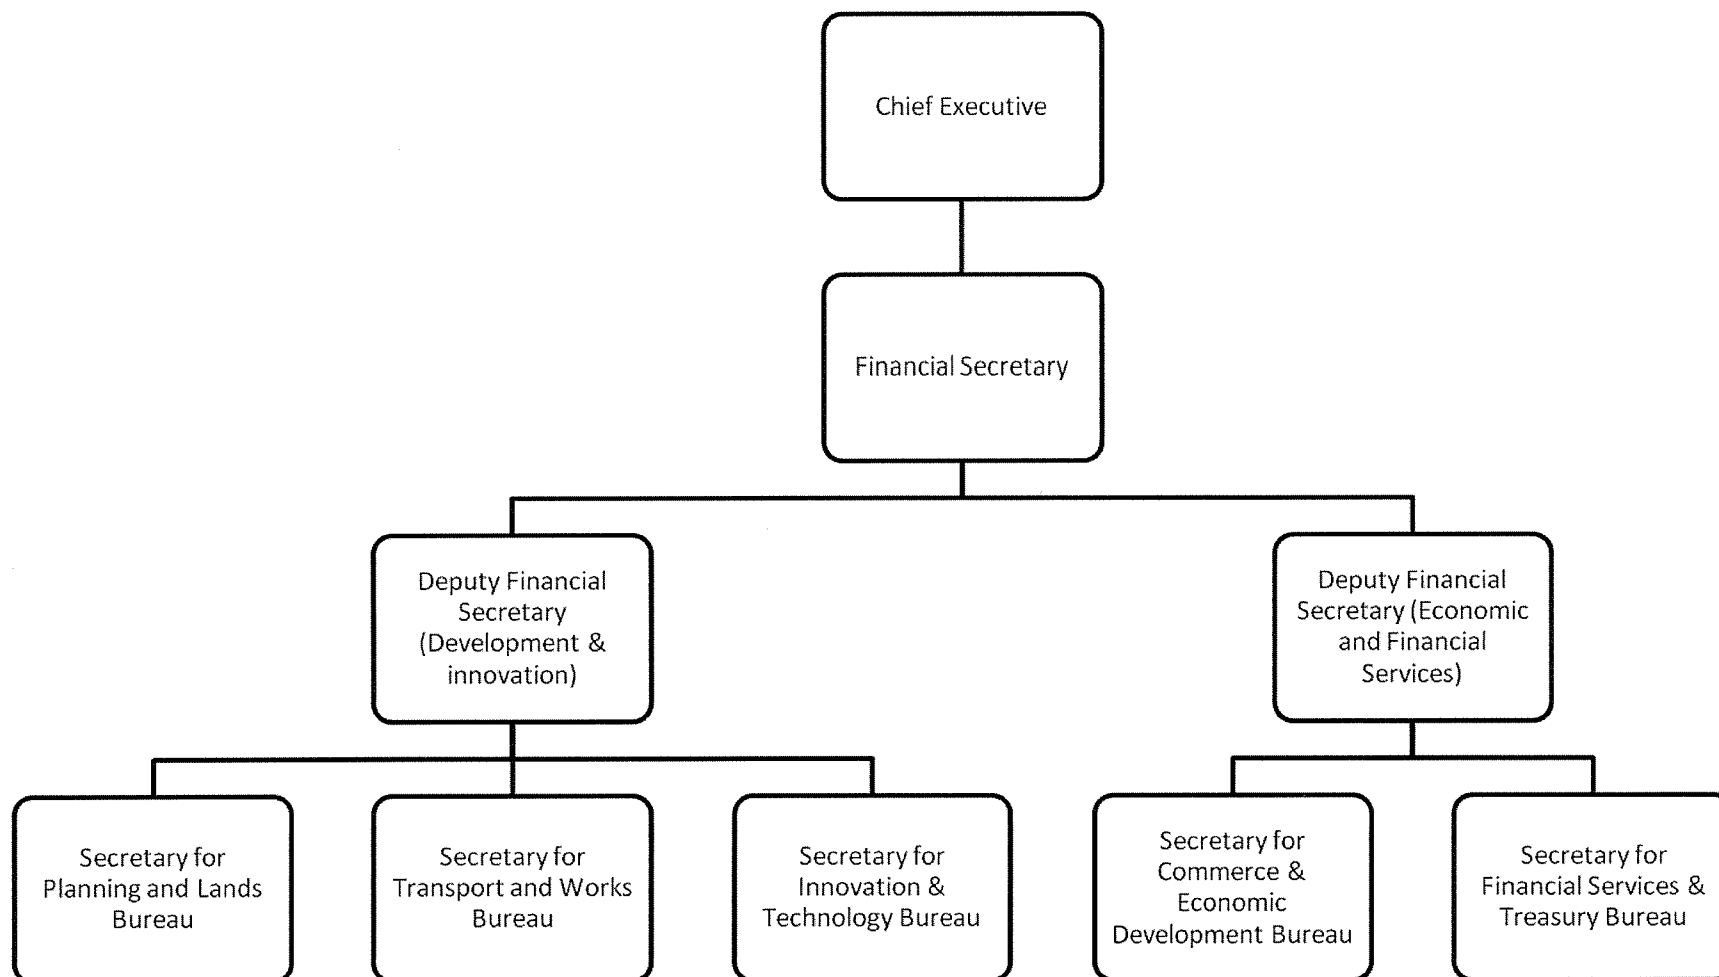 Chief Executive
Financial Secretary
Deputy Financial
Secretary
(Development &
innovation)
Deputy Financial
Secretary (Economic
and Financial
Services)
Secretary for
Planning and Lands
Bureau
Secretary for
Transport and Works
Bureau
Secretary for
Innovation &
Technology Bureau
Secretary for
Commerce &
Economic
Development Bureau
Secretary for
Financial Services &
Treasury Bureau